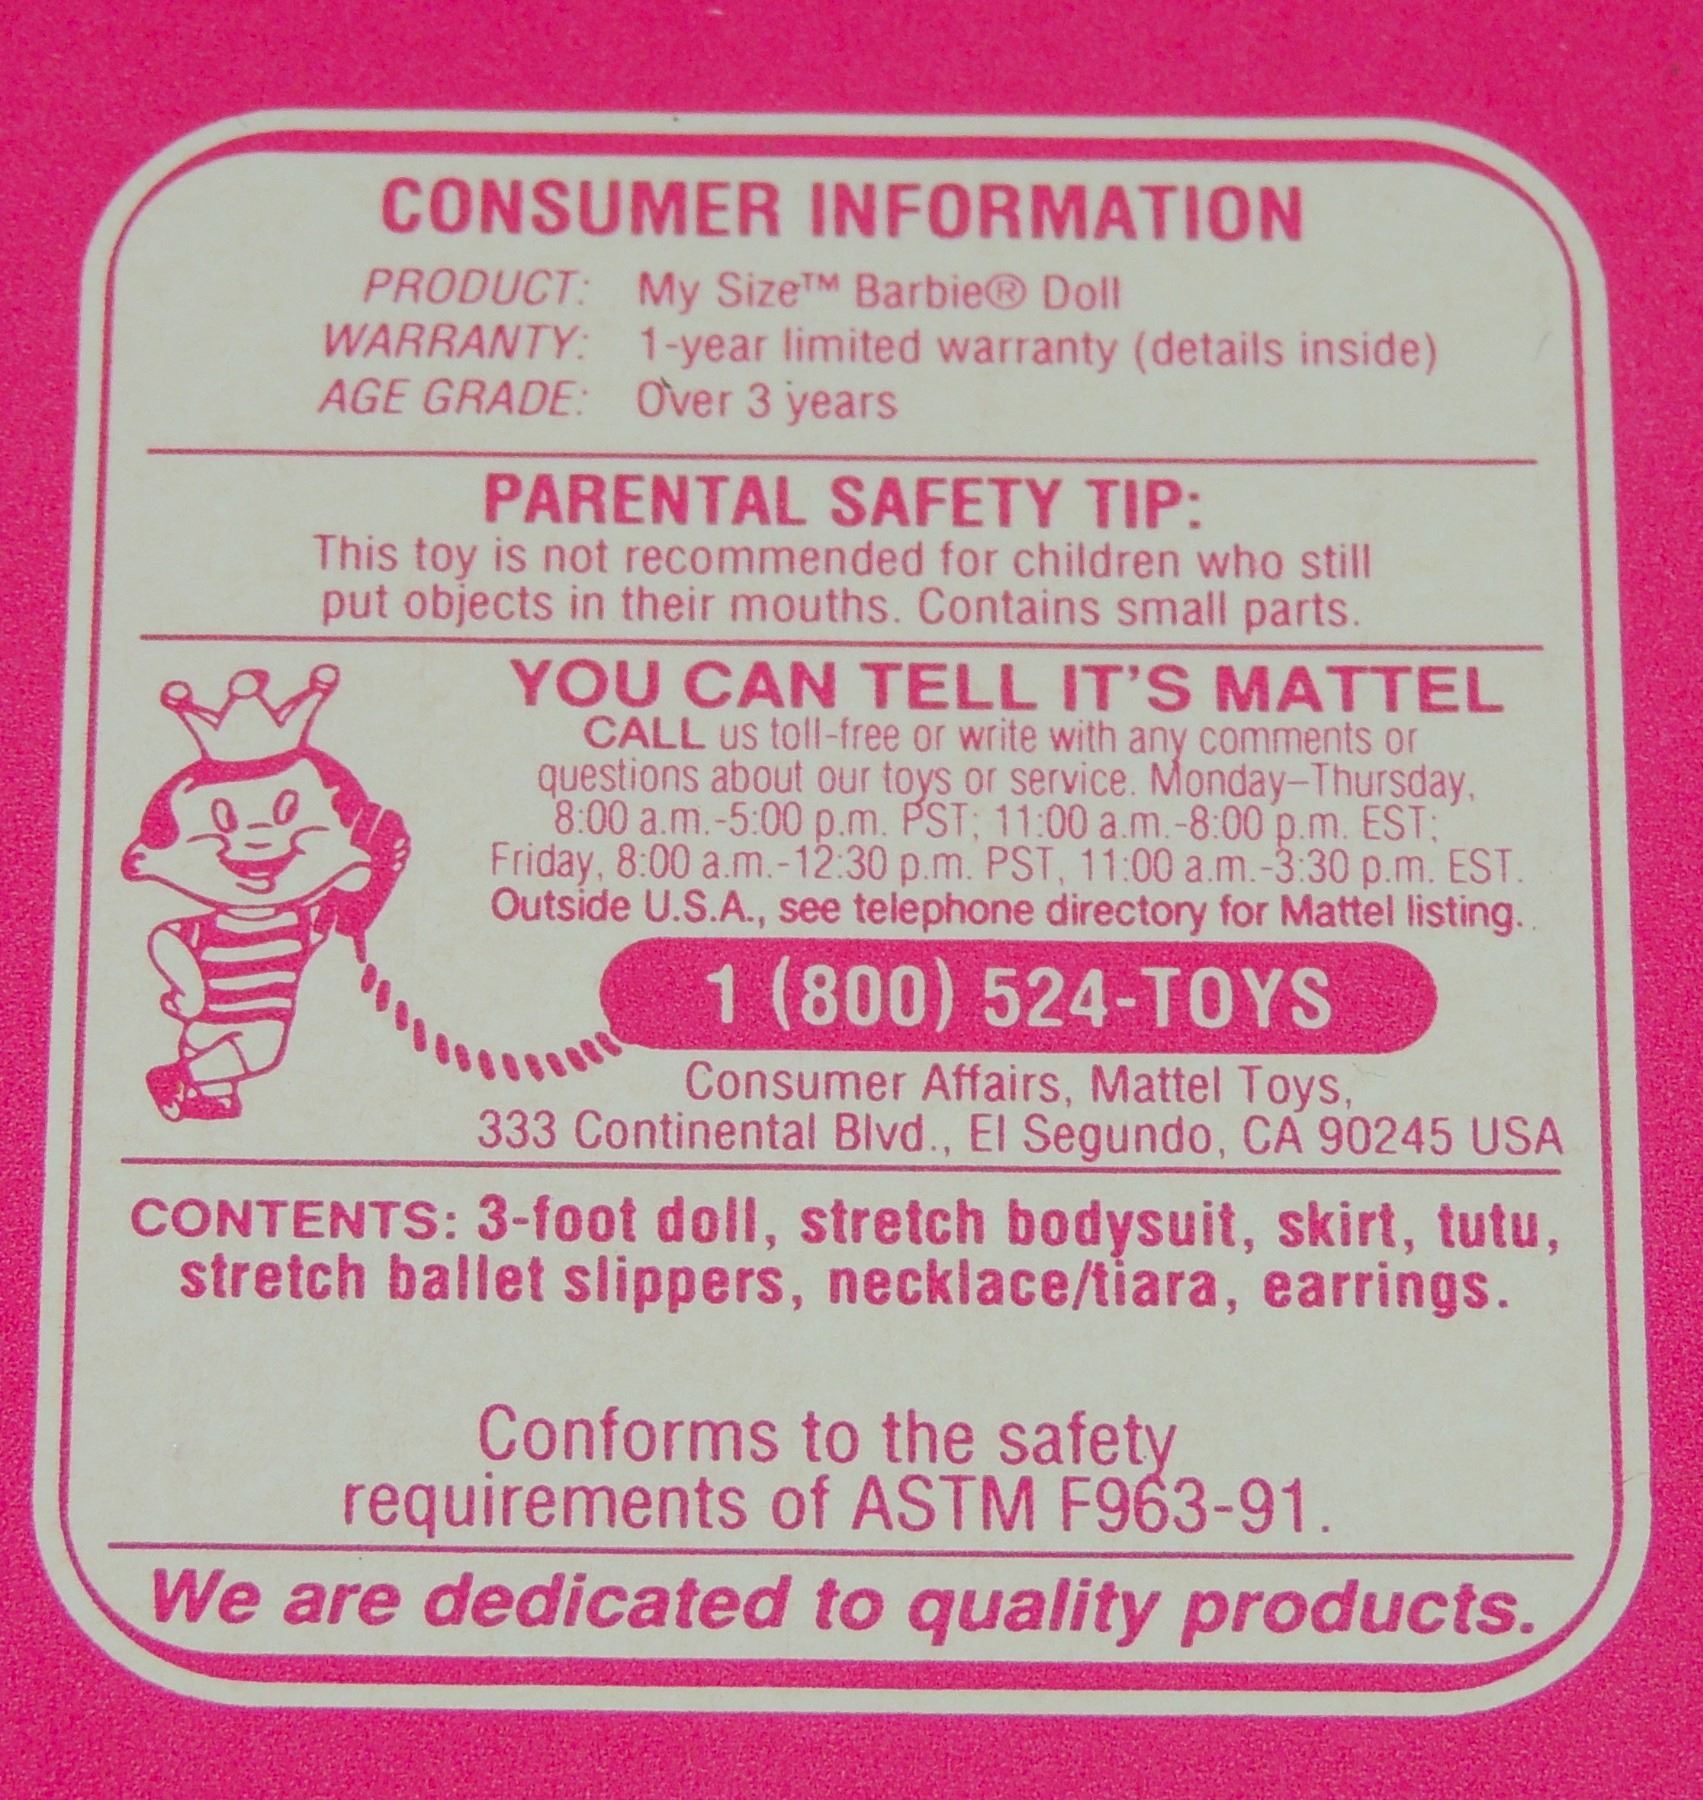 CONSUMER INFORMATION
PRODUCT: My Size™ Barbie® Doll
WARRANTY: 1-year limited warranty (details inside)
AGE GRADE: Over 3 years
PARENTAL SAFETY TIP:
This toy is not recommended for children who still
put objects in their mouths. Contains small parts.
YOU CAN TELL IT'S MATTEL
CALL us toll-free or write with any comments or
questions about our toys or service. Monday–Thursday,
8:00 a.m.-5:00 p.m. PST; 11:00 a.m.-8:00 p.m. EST;
Friday, 8:00 a.m.-12:30 p.m. PST, 11:00 a.m.-3:30 p.m. EST.
Outside U.S.A., see telephone directory for Mattel listing.
1 (800) 524-TOYS
Consumer Affairs, Mattel Toys,
333 Continental Blvd., El Segundo, CA 90245 USA
CONTENTS: 3-foot doll, stretch bodysuit, skirt, tutu,
stretch ballet slippers, necklace/tiara, earrings.
Conforms to the safety
requirements of ASTM F963-91.
We are dedicated to quality products.